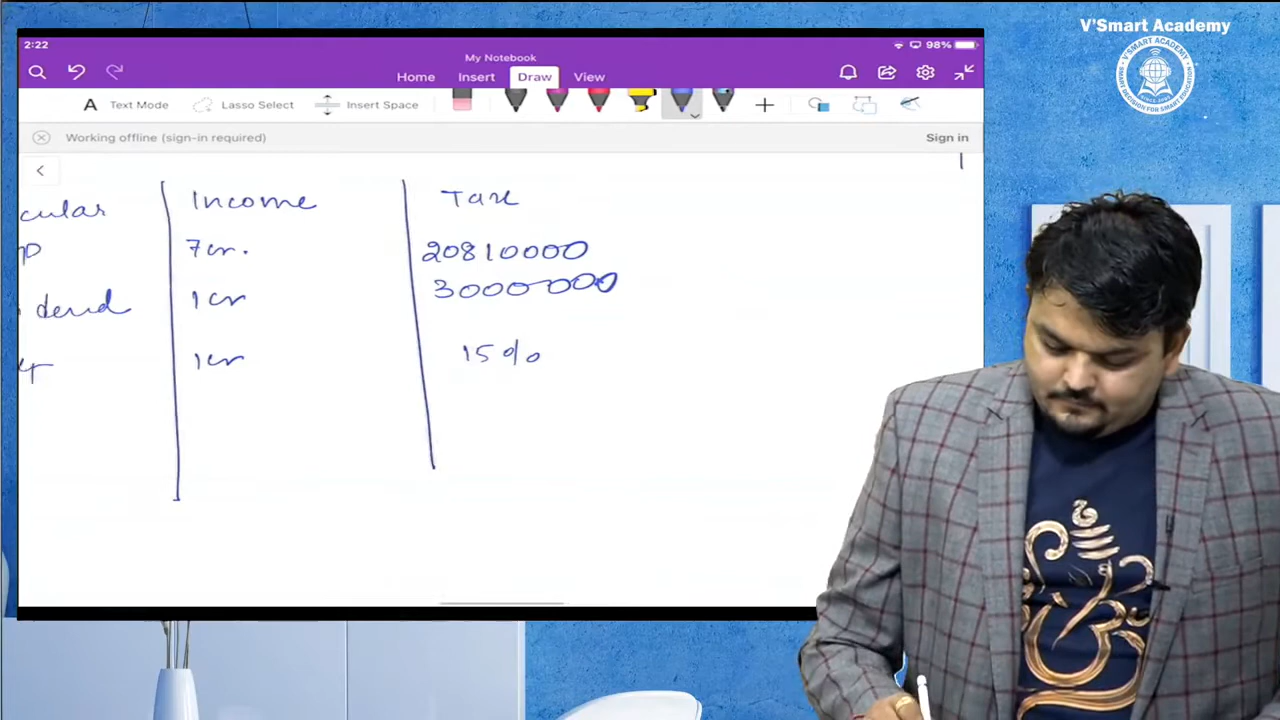 V'Smart Academy
2:22
98%
My Notebook
Home Insert Draw View
A Text Mode Lasso Select Insert Space
Working offline (sign-in required) Sign in
cular Income Tax
7cr. 20810000
dend 1cr 3000000
1cr 15%